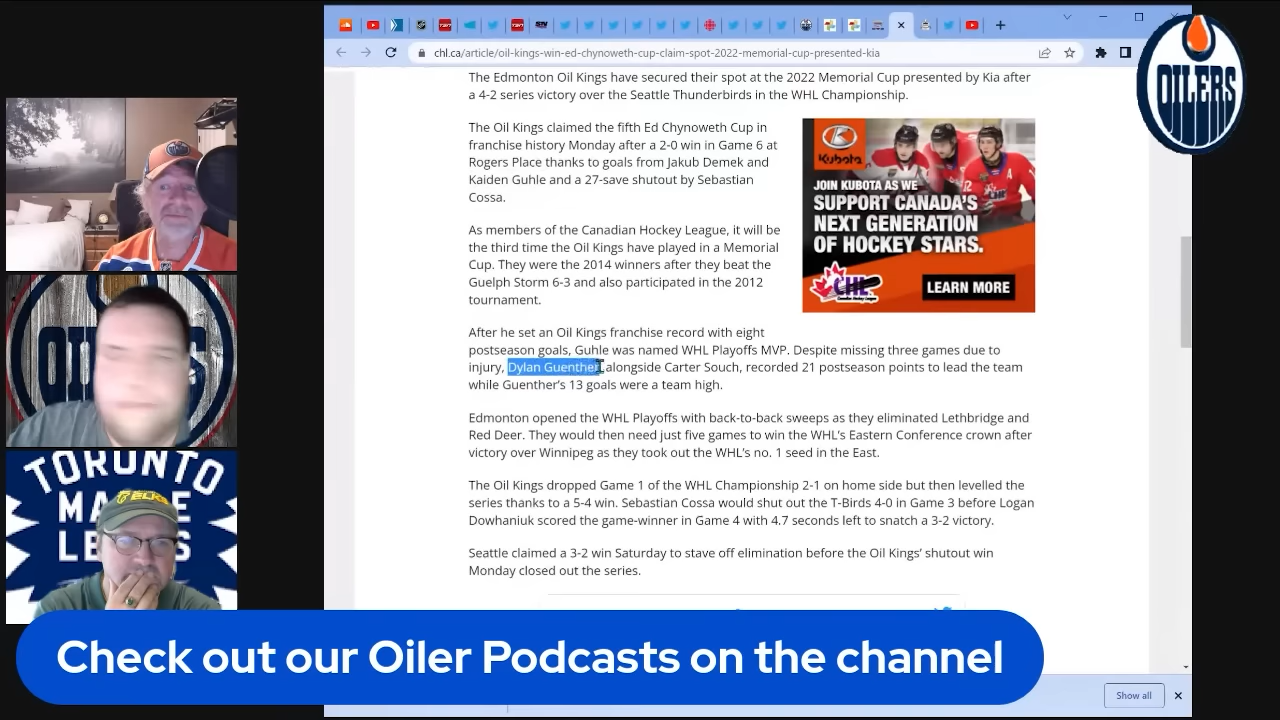 chl.ca/article/oil-kings-win-ed-chynoweth-cup-claim-spot-2022-memorial-cup-presented-kia
OILERS
The Edmonton Oil Kings have secured their spot at the 2022 Memorial Cup presented by Kia after
a 4-2 series victory over the Seattle Thunderbirds in the WHL Championship.
The Oil Kings claimed the fifth Ed Chynoweth Cup in
franchise history Monday after a 2-0 win in Game 6 at
Rogers Place thanks to goals from Jakub Demek and
Kaiden Guhle and a 27-save shutout by Sebastian
Cossa.
Kubota
JOIN KUBOTA AS WE
SUPPORT CANADA'S
NEXT GENERATION
OF HOCKEY STARS.
CHL
LEARN MORE
As members of the Canadian Hockey League, it will be
the third time the Oil Kings have played in a Memorial
Cup. They were the 2014 winners after they beat the
Guelph Storm 6-3 and also participated in the 2012
tournament.
After he set an Oil Kings franchise record with eight
postseason goals, Guhle was named WHL Playoffs MVP. Despite missing three games due to
injury, Dylan Guenther, alongside Carter Souch, recorded 21 postseason points to lead the team
while Guenther's 13 goals were a team high.
Edmonton opened the WHL Playoffs with back-to-back sweeps as they eliminated Lethbridge and
Red Deer. They would then need just five games to win the WHL's Eastern Conference crown after
victory over Winnipeg as they took out the WHL's no. 1 seed in the East.
The Oil Kings dropped Game 1 of the WHL Championship 2-1 on home side but then levelled the
series thanks to a 5-4 win. Sebastian Cossa would shut out the T-Birds 4-0 in Game 3 before Logan
Dowhaniuk scored the game-winner in Game 4 with 4.7 seconds left to snatch a 3-2 victory.
Seattle claimed a 3-2 win Saturday to stave off elimination before the Oil Kings' shutout win
Monday closed out the series.
TORONTO
ELKS
Check out our Oiler Podcasts on the channel
Show all